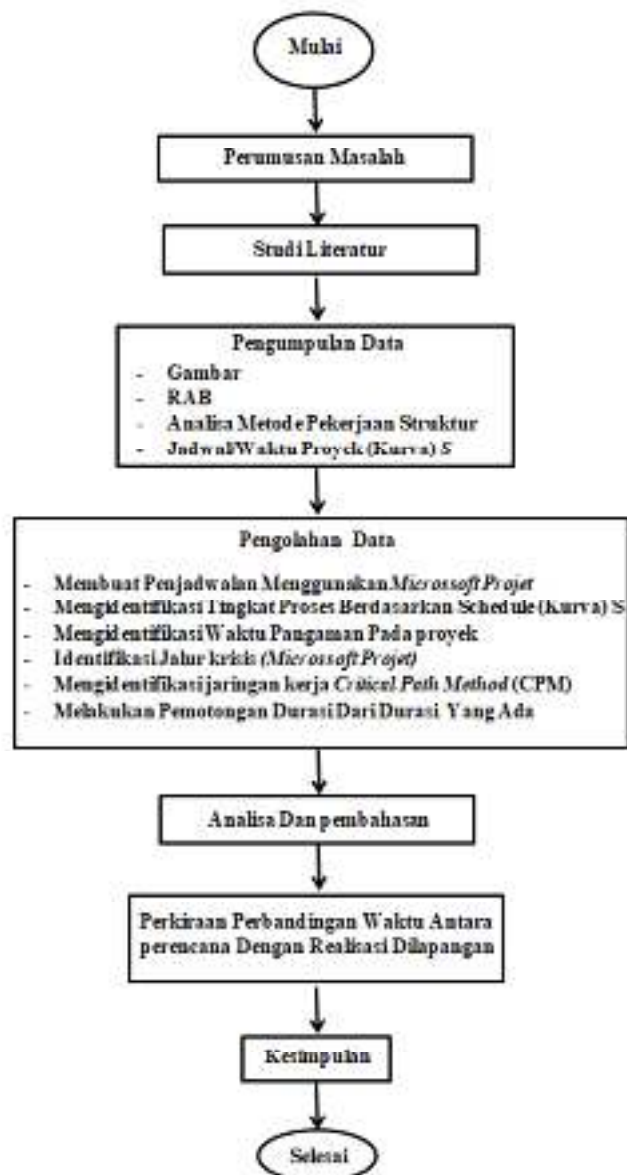 Mulai
Perumusan Masalah
Studi Literatur
Pengumpulan Data
- Gambar
- RAB
- Analisa Metode Pekerjaan Struktur
- Jadwal/Waktu Proyek (Kurva) S
Pengolahan Data
- Membuat Penjadwalan Menggunakan Microssoft Projet
- Mengidentifikasi Tingkat Proses Berdasarkan Schedule (Kurva) S
- Mengidentifikasi Waktu Pangaman Pada proyek
- Identifikasi Jalur krisis (Microssoft Projet)
- Mengidentifikasi jaringan kerja Critical Path Method (CPM)
- Melakukan Pemotongan Durasi Dari Durasi Yang Ada
Analisa Dan pembahasan
Perkiraan Perbandingan Waktu Antara
perencana Dengan Realisasi Dilapangan
Kesimpulan
Selesai